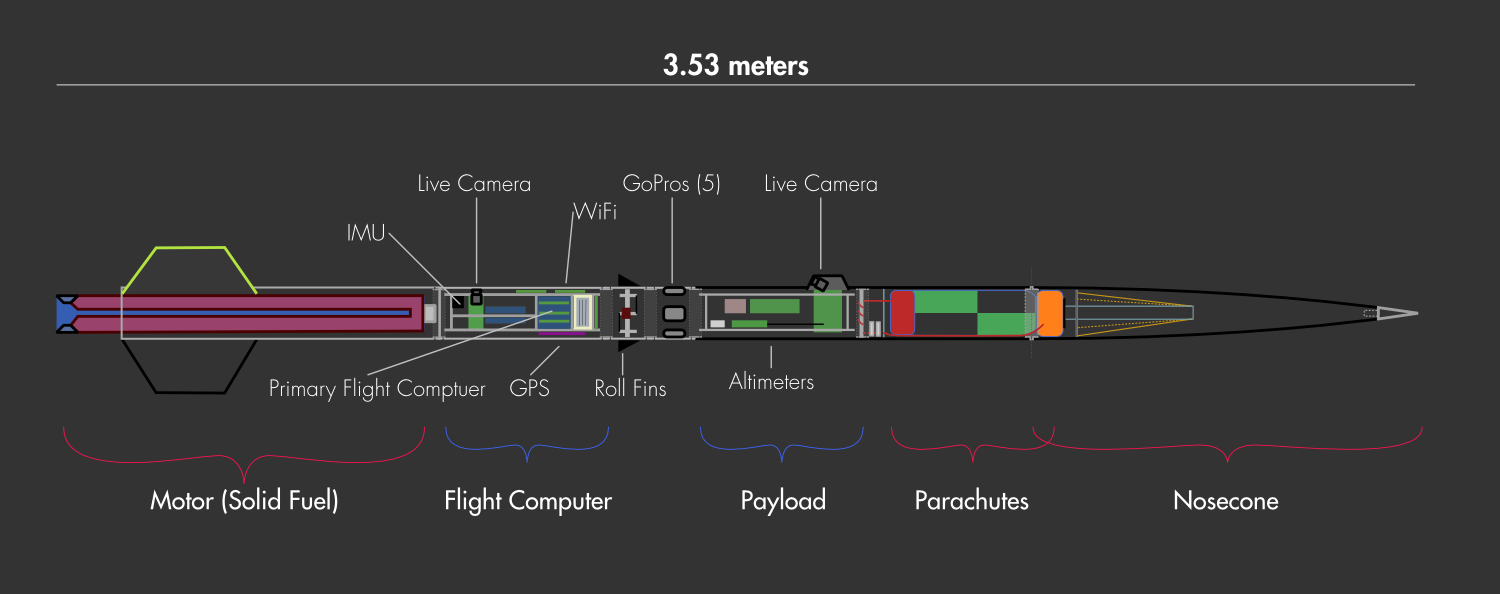 3.53 meters
Live Camera
GoPros (5)
Live Camera
WiFi
IMU
Primary Flight Comptuer
GPS
Roll Fins
Altimeters
Motor (Solid Fuel)
Flight Computer
Payload
Parachutes
Nosecone